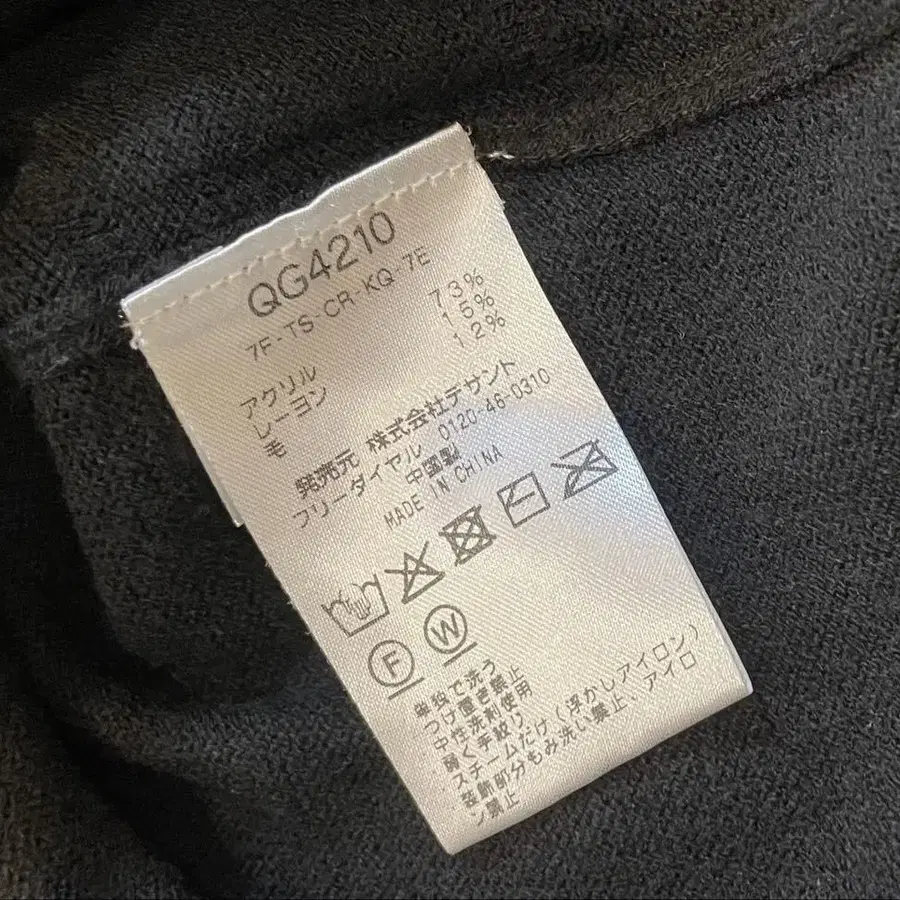 QG4210
7F-TS-CR-KQ-7E
アクリル 73%
レーヨン 15%
毛 12%
発売元 株式会社デサント
フリーダイヤル 0120-46-0310
中国製
MADE IN CHINA
F W
単独で洗う
つけ置き禁止
中性洗剤使用
弱く手絞り
・スチームだけ(浮かしアイロン)
装飾部分もみ洗い禁止、アイロ
ン禁止